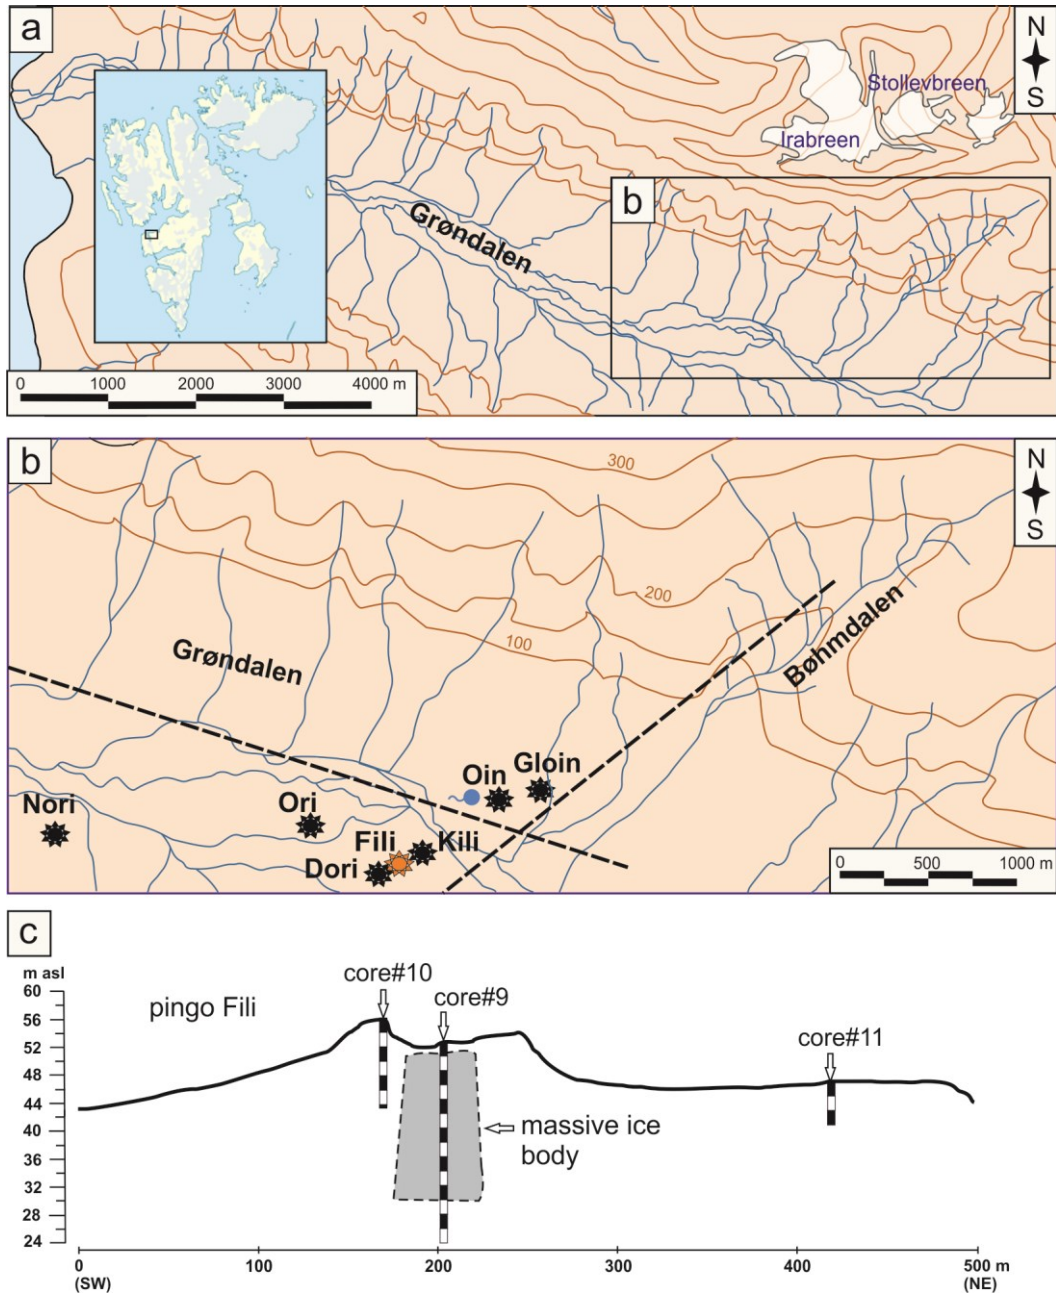 a
N
S
Stollevbreen
Irabreen
b
Grøndalen
0 1000 2000 3000 4000 m
b
N
S
300
200
100
Grøndalen
Bøhmdalen
Oin
Gloin
Nori
Ori
Fili
Kili
Dori
0 500 1000 m
c
m asl
60
56
52
48
44
40
36
32
28
24
pingo Fili
core#10
core#9
core#11
massive ice
body
0 100 200 300 400 500 m
(SW) (NE)